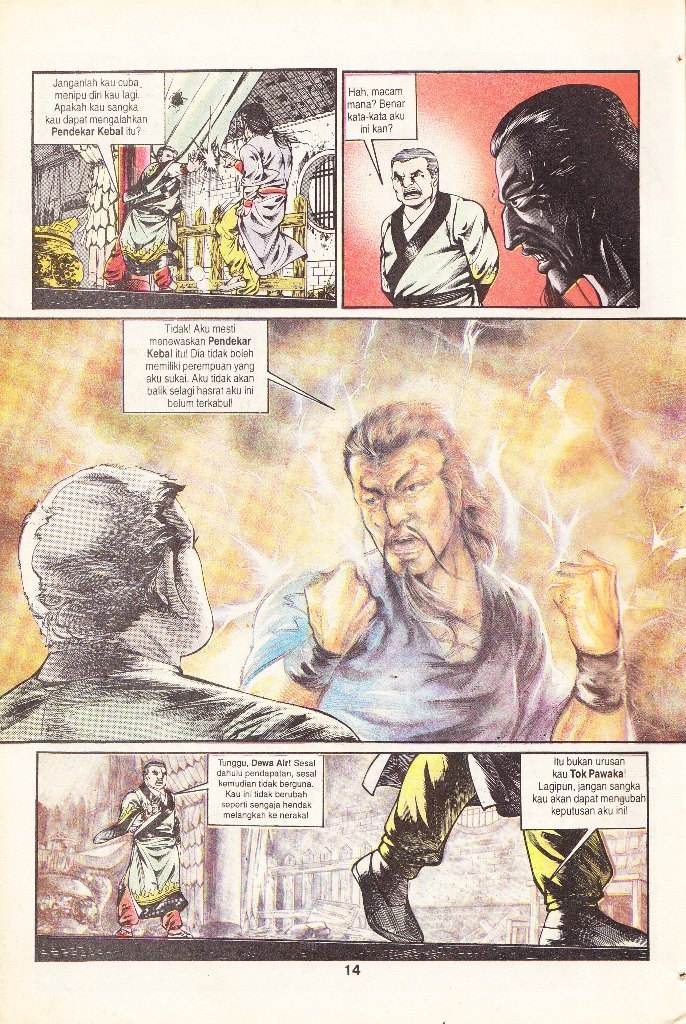 Janganlah kau cuba
menipu diri kau lagi.
Apakah kau sangka
kau dapat mengalahkan
Pendekar Kebal itu?
Hah, macam
mana? Benar
kata-kata aku
ini kan?
Tidak! Aku mesti
menewaskan Pendekar
Kebal itu! Dia tidak boleh
memiliki perempuan yang
aku sukai. Aku tidak akan
balik selagi hasrat aku ini
belum terkabul!
Tunggu, Dewa Air! Sesal
dahulu pendapatan, sesal
kemudian tidak berguna.
Kau ini tidak berubah
seperti sengaja hendak
melangkah ke neraka!
Itu bukan urusan
kau Tok Pawaka!
Lagipun, jangan sangka
kau akan dapat mengubah
keputusan aku ini!
14